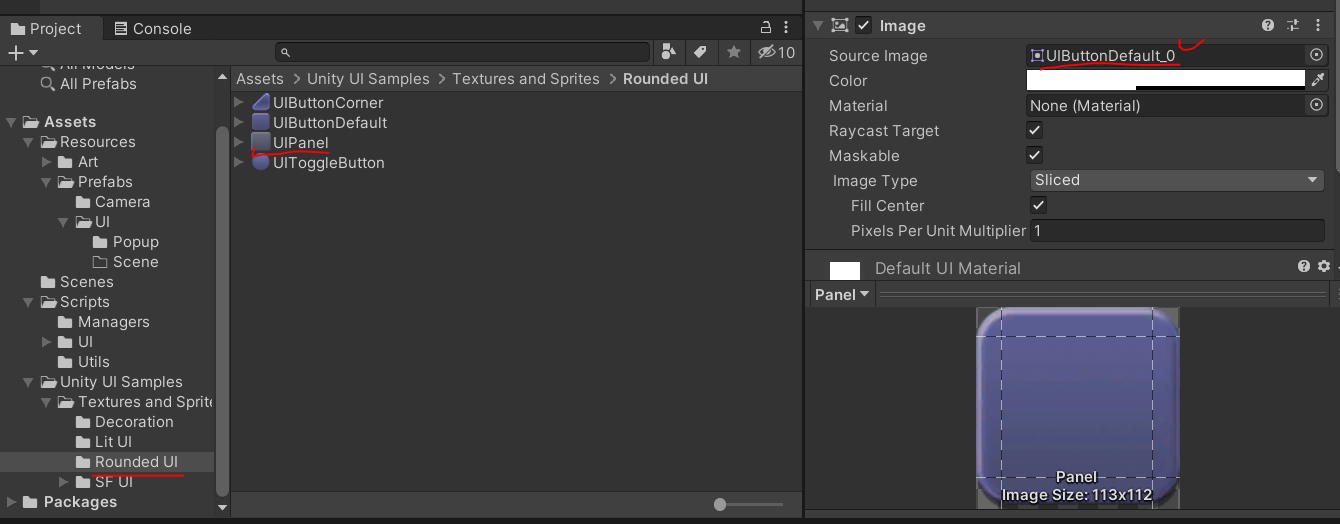 Project
Console
10
All Models
All Prefabs
Assets
Resources
Art
Prefabs
Camera
UI
Popup
Scene
Scenes
Scripts
Managers
UI
Utils
Unity UI Samples
Textures and Sprite
Decoration
Lit UI
Rounded UI
SF UI
Packages
Assets > Unity UI Samples > Textures and Sprites > Rounded UI
UIButtonCorner
UIButtonDefault
UIPanel
UIToggleButton
Image
Source Image UIButtonDefault_0
Color
Material None (Material)
Raycast Target
Maskable
Image Type Sliced
Fill Center
Pixels Per Unit Multiplier 1
Default UI Material
Panel
Panel
Image Size: 113x112